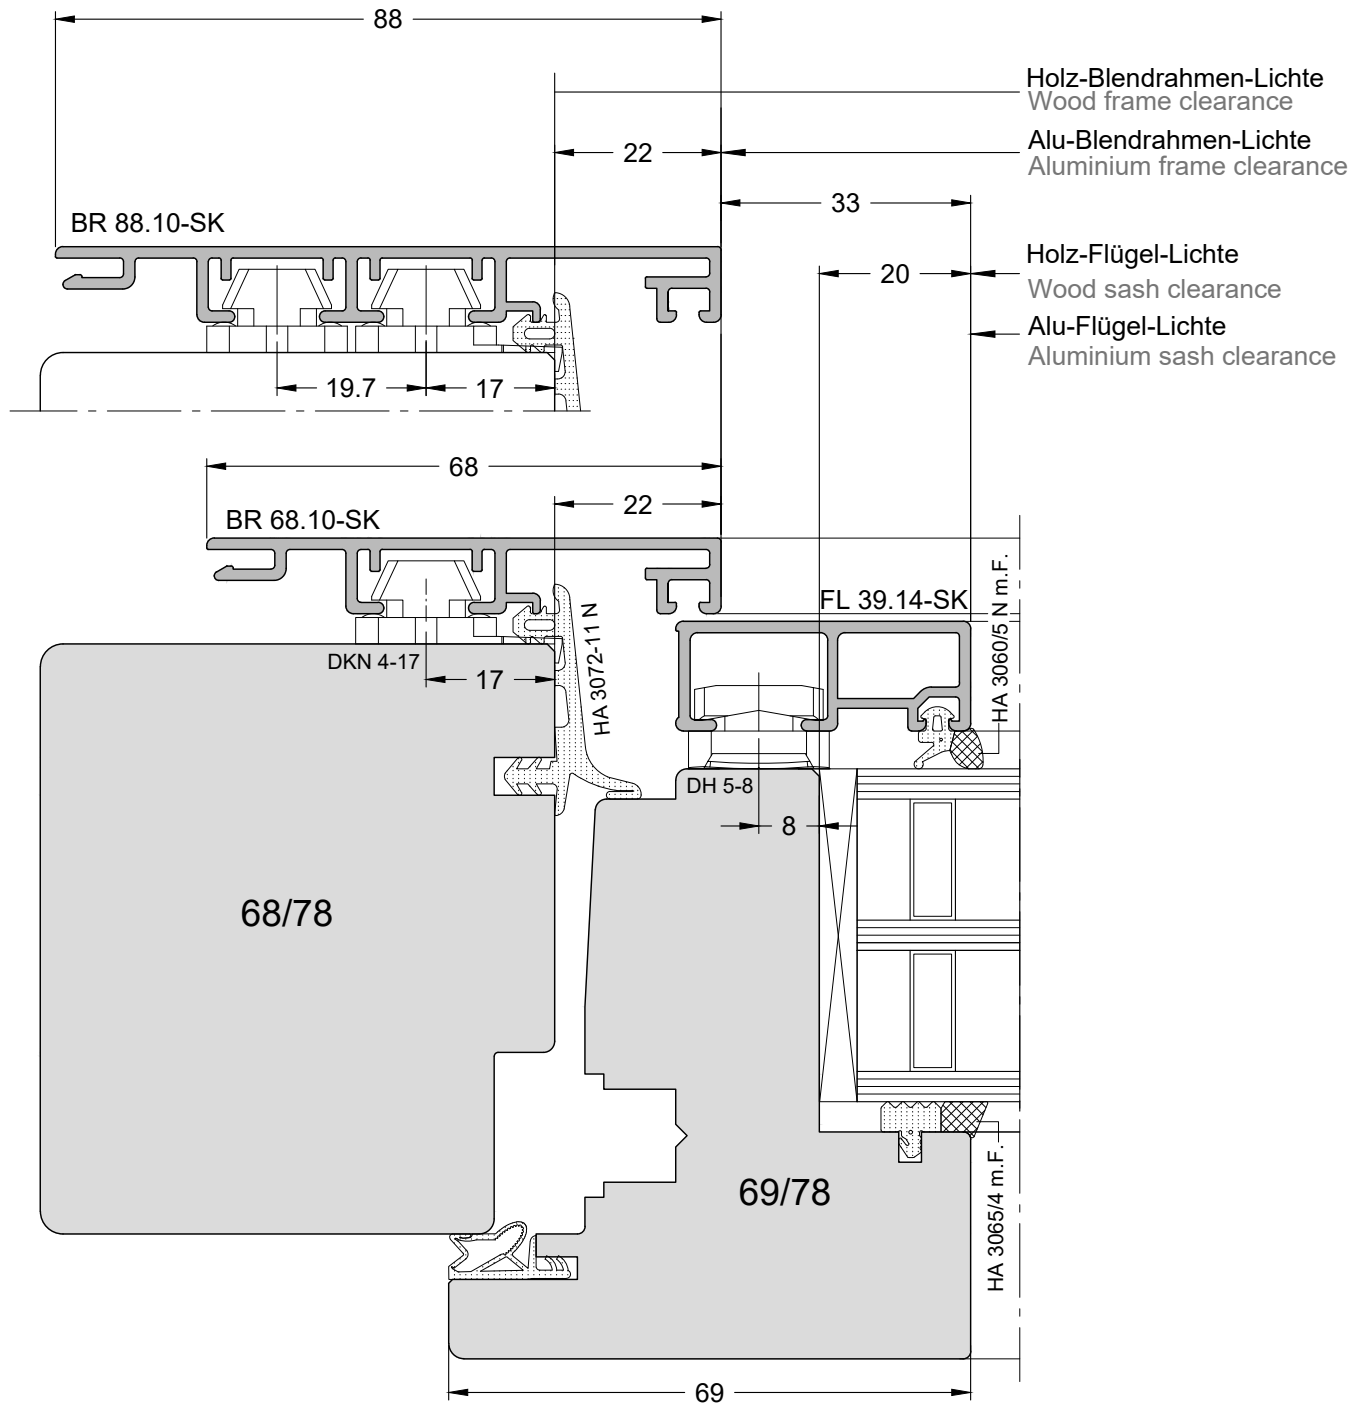 88
Holz-Blendrahmen-Lichte
Wood frame clearance
22
Alu-Blendrahmen-Lichte
Aluminium frame clearance
33
BR 88.10-SK
Holz-Flügel-Lichte
20
Wood sash clearance
Alu-Flügel-Lichte
Aluminium sash clearance
19.7
17
68
22
BR 68.10-SK
FL 39.14-SK
HA 3060/5 N m.F.
HA 3072-11 N
DKN 4-17
17
DH 5-8
8
68/78
69/78
HA 3065/4 m.F.
69